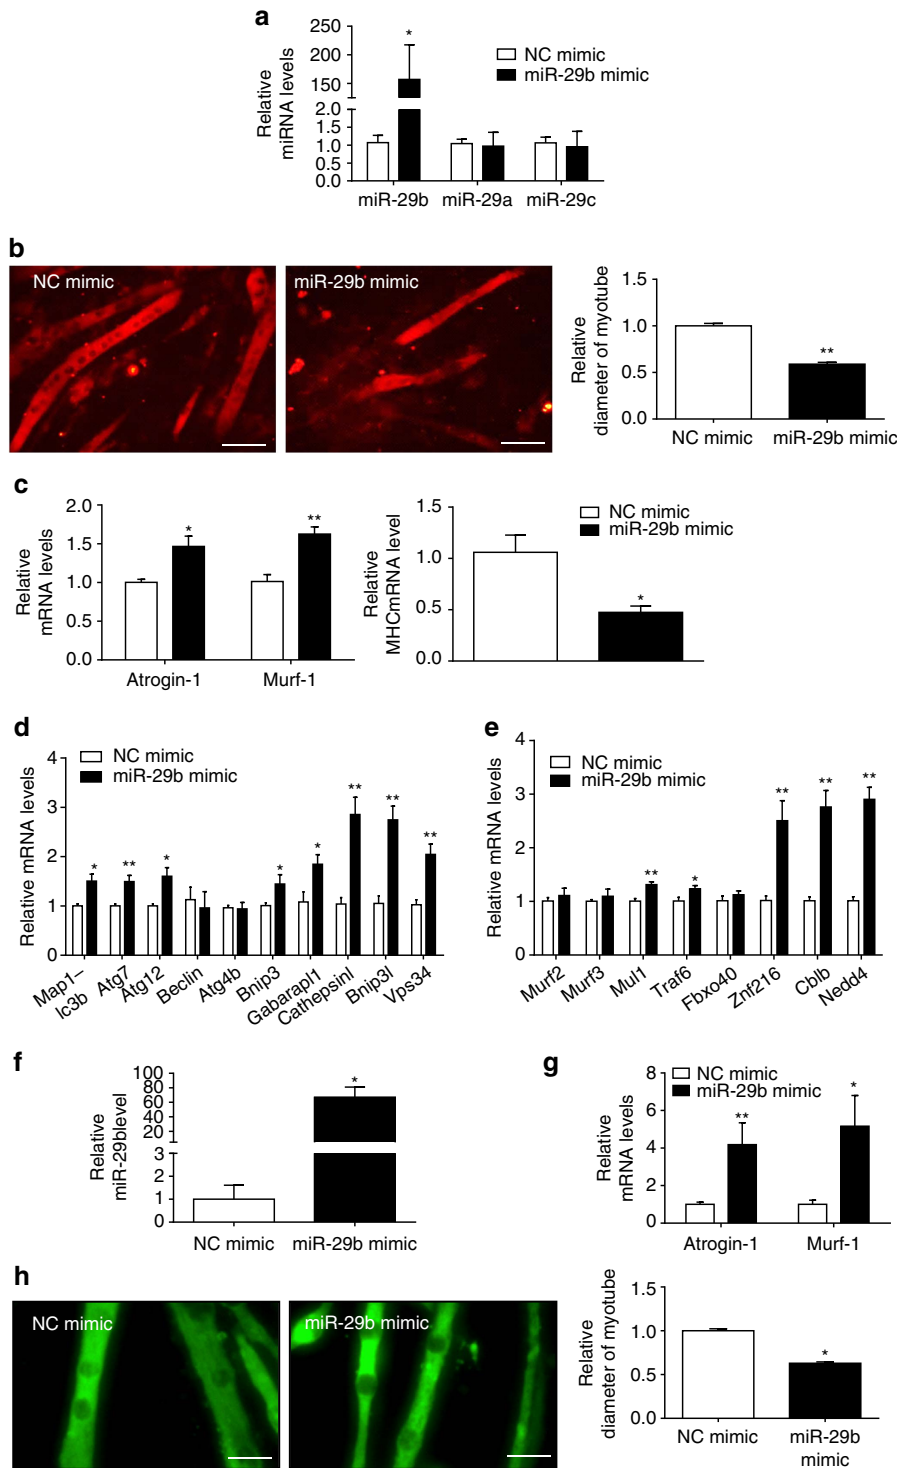 a
Relative
miRNA levels
250
150
50
2.0
1.5
1.0
0.5
0.0
*
NC mimic
miR-29b mimic
miR-29b miR-29a miR-29c
b
NC mimic
miR-29b mimic
Relative
diameter of myotube
1.5
1.0
0.5
0.0
**
NC mimic miR-29b mimic
c
Relative
mRNA levels
2.0
1.5
1.0
0.5
0.0
*
**
Atrogin-1 Murf-1
Relative
MHCmRNA level
1.5
1.0
0.5
0.0
*
NC mimic
miR-29b mimic
d
Relative mRNA levels
4
3
2
1
0
NC mimic
miR-29b mimic
* ** * * * ** ** **
Map1–
lc3b
Atg7
Atg12
Beclin
Atg4b
Bnip3
Gabarapl1
Cathepsinl
Bnip3l
Vps34
e
Relative mRNA levels
4
3
2
1
0
NC mimic
miR-29b mimic
** * ** ** **
Murf2
Murf3
Mul1
Traf6
Fbxo40
Znf216
Cblb
Nedd4
f
Relative
miR-29blevel
100
80
60
40
20
3
2
1
0
*
NC mimic miR-29b mimic
g
Relative
mRNA levels
8
6
4
2
0
NC mimic
miR-29b mimic
**
*
Atrogin-1 Murf-1
h
NC mimic
miR-29b mimic
Relative
diameter of myotube
1.5
1.0
0.5
0.0
*
NC mimic miR-29b
mimic